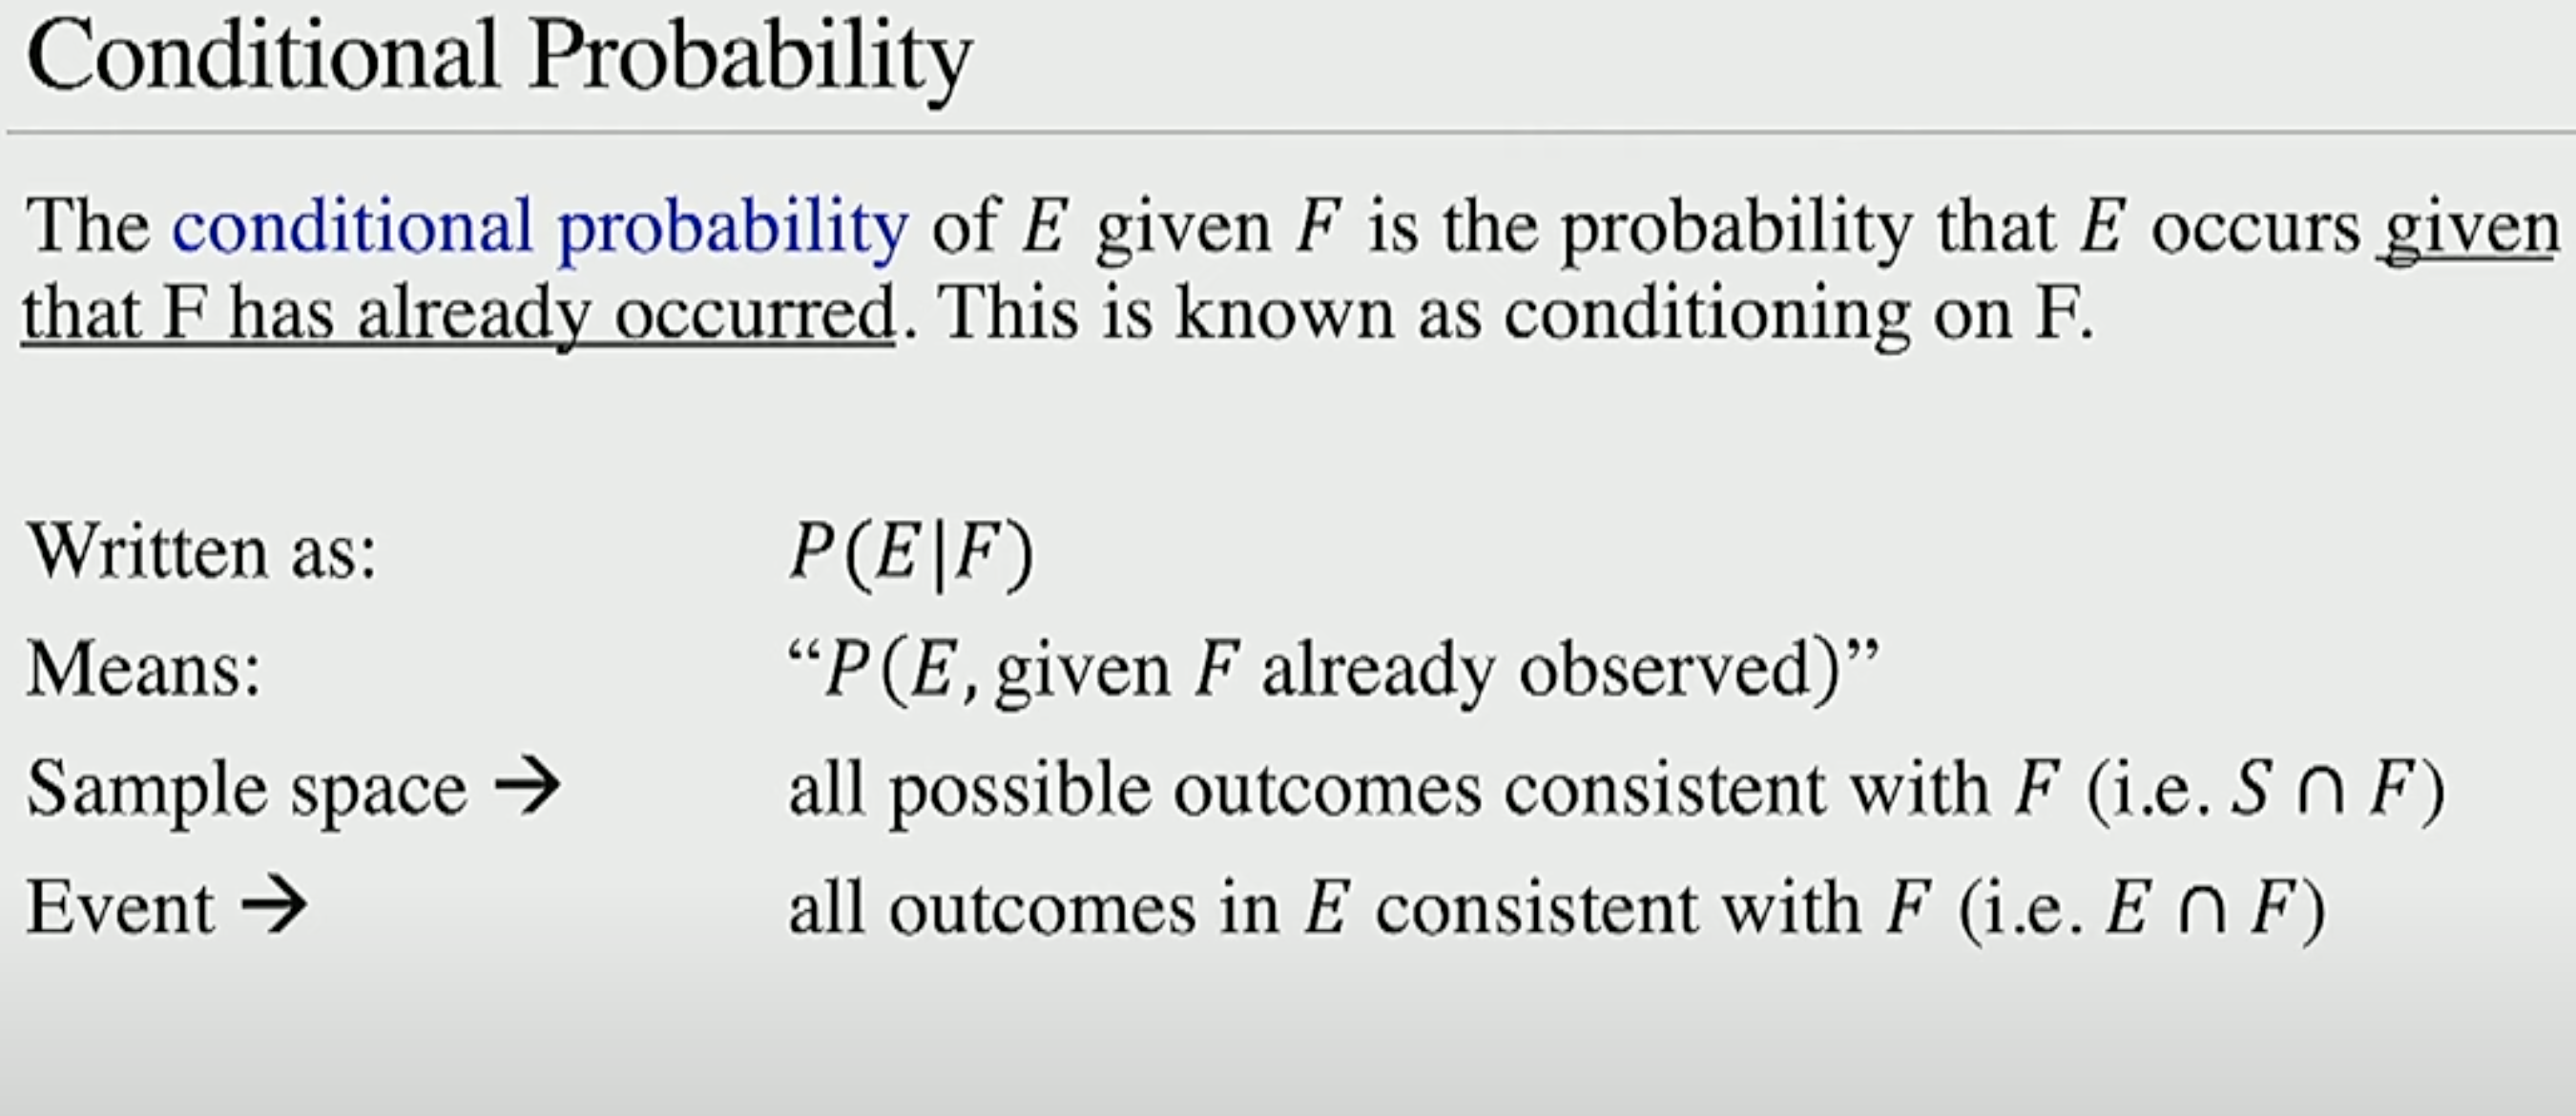 Conditional Probability
The conditional probability of E given F is the probability that E occurs given
that F has already occurred. This is known as conditioning on F.
Written as: P(E|F)
Means: “P(E, given F already observed)”
Sample space → all possible outcomes consistent with F (i.e. S ∩ F)
Event → all outcomes in E consistent with F (i.e. E ∩ F)